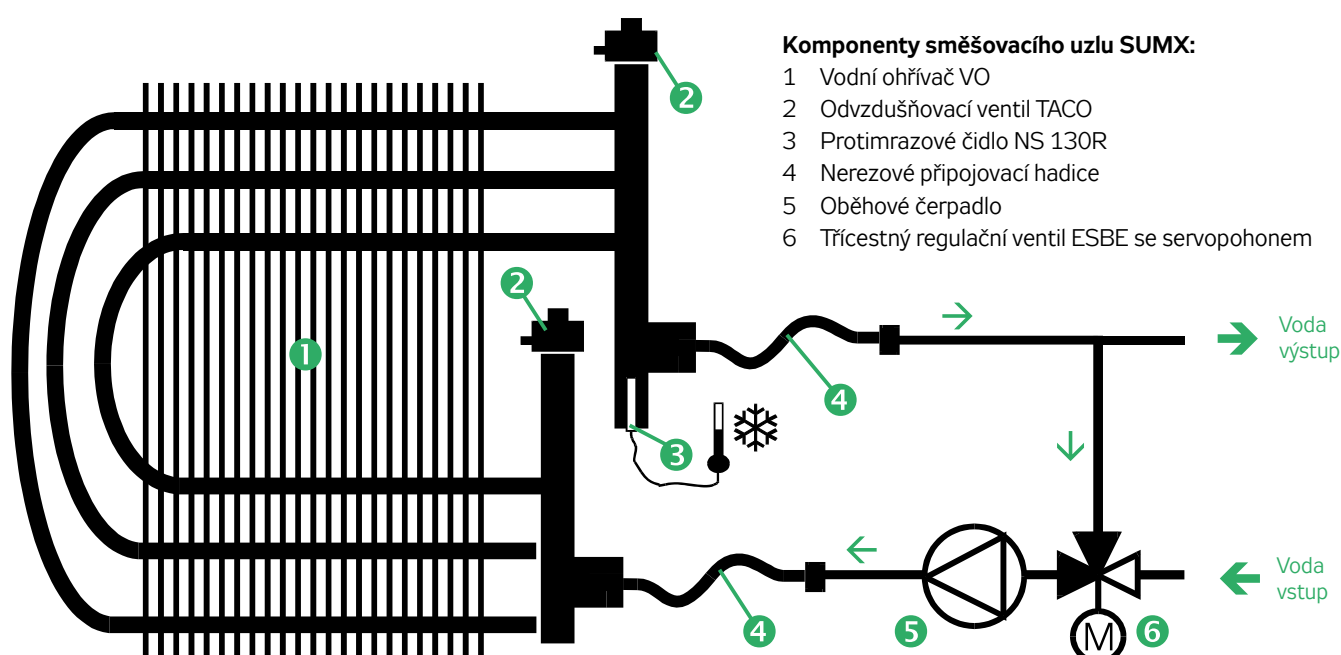 Komponenty směšovacího uzlu SUMX:
1 Vodní ohřívač VO
2 Odvzdušňovací ventil TACO
3 Protimrazové čidlo NS 130R
4 Nerezové připojovací hadice
5 Oběhové čerpadlo
6 Třícestný regulační ventil ESBE se servopohonem
2
2
1
Voda
výstup
4
3
Voda
vstup
4
5
M
6